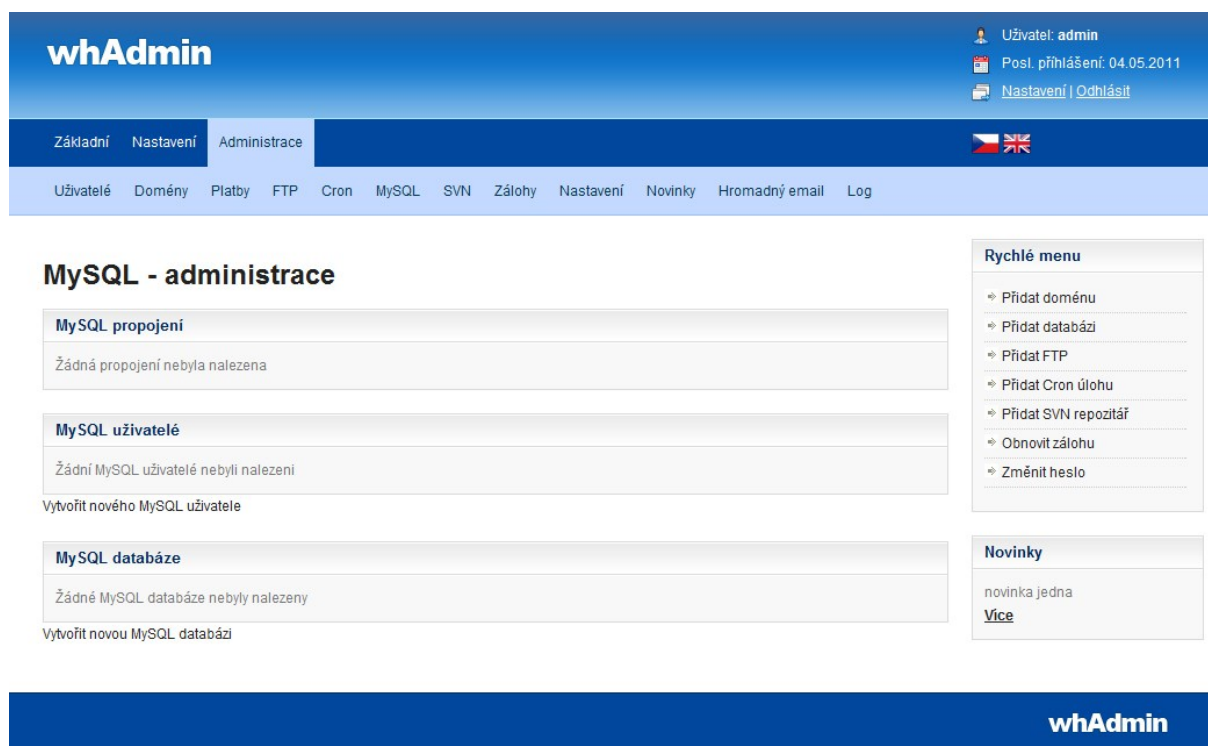 whAdmin
Uživatel: admin
Posl. příhlášení: 04.05.2011
Nastavení | Odhlásit
Základní Nastavení Administrace
Uživatelé Domény Platby FTP Cron MySQL SVN Zálohy Nastavení Novinky Hromadný email Log
MySQL - administrace
MySQL propojení
Žádná propojení nebyla nalezena
MySQL uživatelé
Žádní MySQL uživatelé nebyli nalezeni
Vytvořit nového MySQL uživatele
MySQL databáze
Žádné MySQL databáze nebyly nalezeny
Vytvořit novou MySQL databázi
Rychlé menu
Přidat doménu
Přidat databázi
Přidat FTP
Přidat Cron úlohu
Přidat SVN repozitář
Obnovit zálohu
Změnit heslo
Novinky
novinka jedna
Více
whAdmin